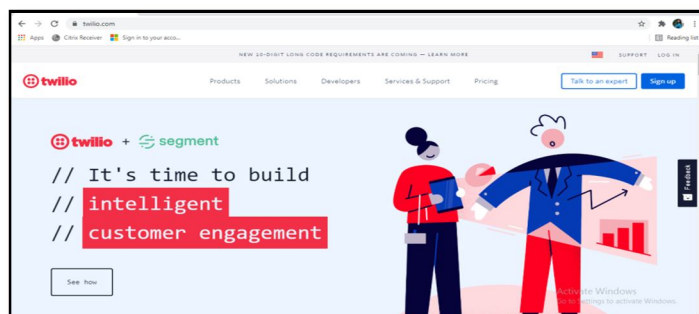 twilio.com
Apps Citrix Receiver Sign in to your acco... Reading list
NEW 10-DIGIT LONG CODE REQUIREMENTS ARE COMING — LEARN MORE SUPPORT LOG IN
twilio Products Solutions Developers Services & Support Pricing Talk to an expert Sign up
twilio + segment
// It's time to build
// intelligent
// customer engagement
See how
Feedback
Activate Windows
Go to Settings to activate Windows.